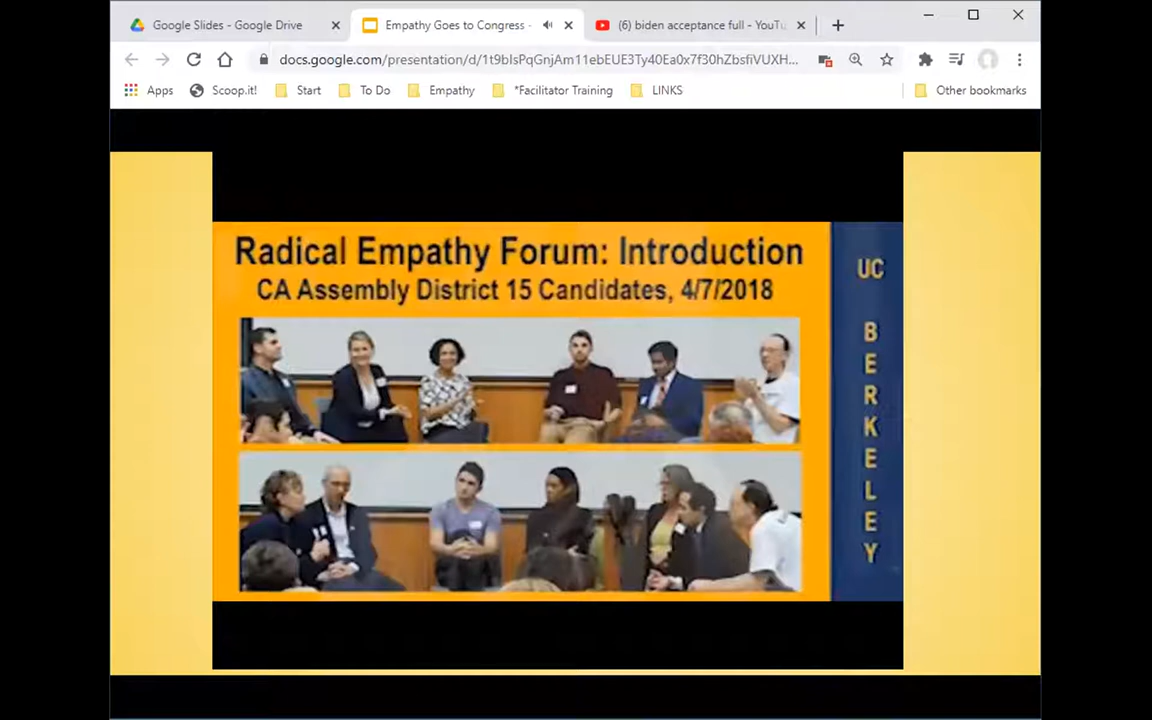 Google Slides - Google Drive
Empathy Goes to Congress -
(6) biden acceptance full - YouTu
docs.google.com/presentation/d/1t9blsPqGnjAm11ebEUE3Ty40Ea0x7f30hZbsfiVUXH...
Apps
Scoop.it!
Start
To Do
Empathy
*Facilitator Training
LINKS
Other bookmarks
Radical Empathy Forum: Introduction
CA Assembly District 15 Candidates, 4/7/2018
UC
BERKELEY